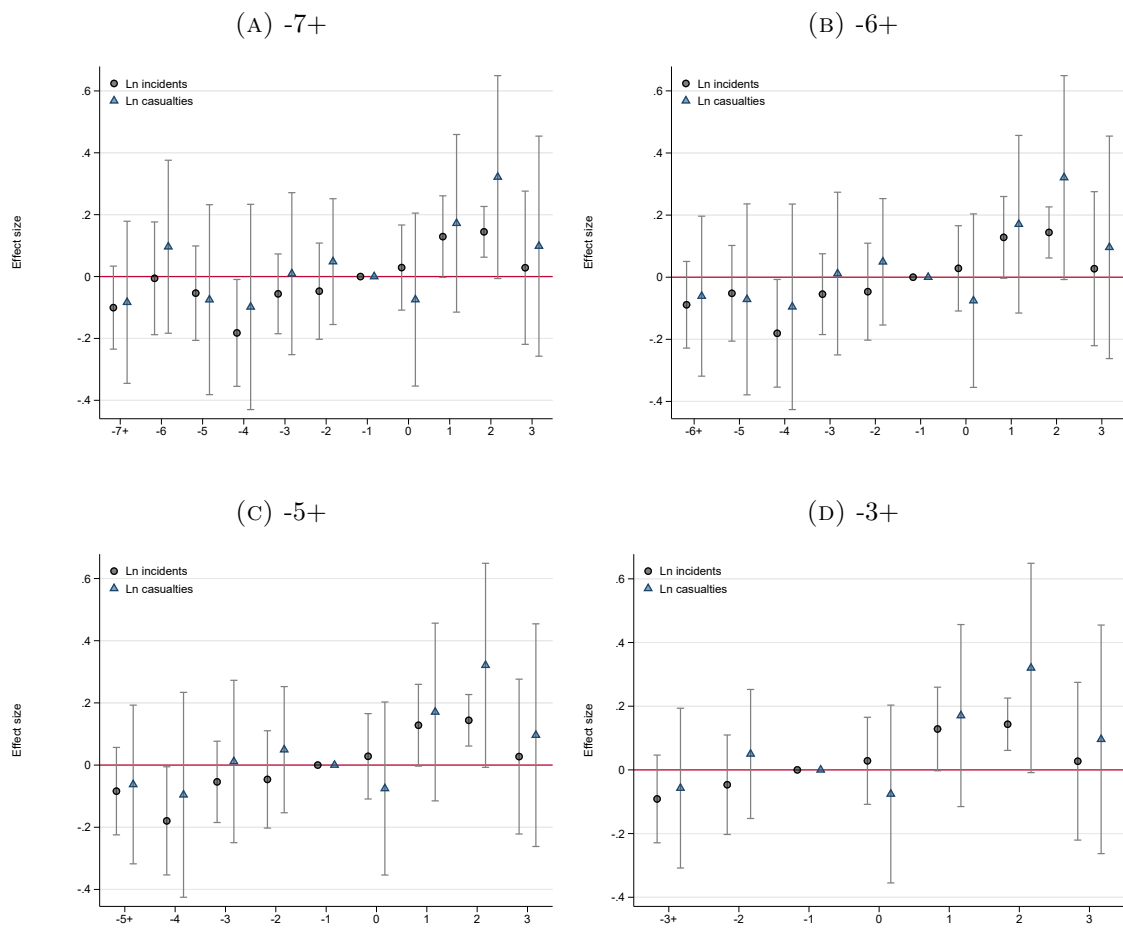 (A) -7+
Ln incidents
Ln casualties
Effect size
.6
.4
.2
0
-.2
-.4
-7+ -6 -5 -4 -3 -2 -1 0 1 2 3
(B) -6+
Ln incidents
Ln casualties
Effect size
.6
.4
.2
0
-.2
-.4
-6+ -5 -4 -3 -2 -1 0 1 2 3
(C) -5+
Ln incidents
Ln casualties
Effect size
.6
.4
.2
0
-.2
-.4
-5+ -4 -3 -2 -1 0 1 2 3
(D) -3+
Ln incidents
Ln casualties
Effect size
.6
.4
.2
0
-.2
-.4
-3+ -2 -1 0 1 2 3